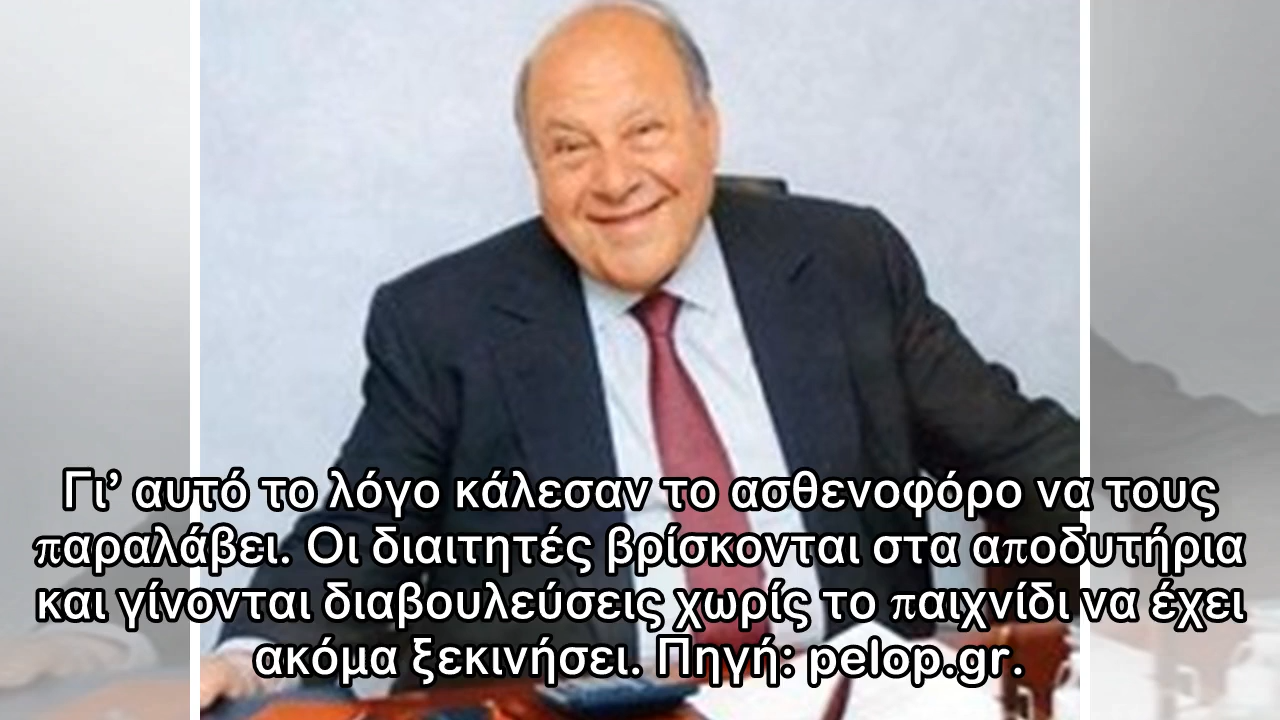 Γι’ αυτό το λόγο κάλεσαν το ασθενοφόρο να τους
παραλάβει. Οι διαιτητές βρίσκονται στα αποδυτήρια
και γίνονται διαβουλεύσεις χωρίς το παιχνίδι να έχει
ακόμα ξεκινήσει. Πηγή: pelop.gr.